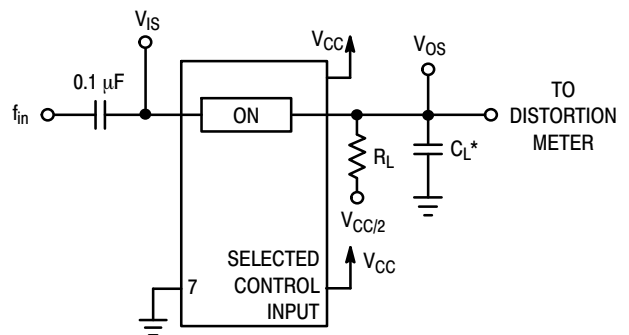 V_IS
V_CC
V_OS
0.1 μF
f_in
ON
TO
DISTORTION
METER
R_L
C_L*
V_CC/2
SELECTED
CONTROL
INPUT
V_CC
7